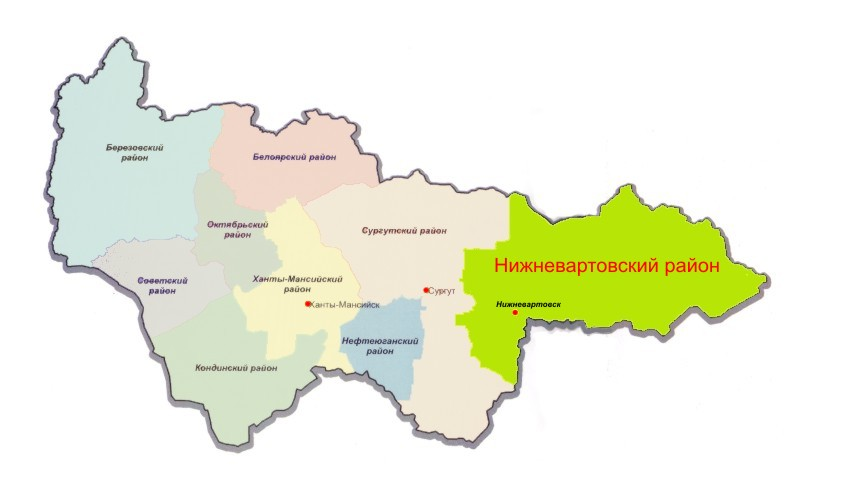 Березовский
район
Белоярский район
Октябрьский
район
Сургутский район
Нижневартовский район
Советский
район
Ханты-Мансийский
район
Сургут
Ханты-Мансийск
Нижневартовск
Нефтеюганский
район
Кондинский район